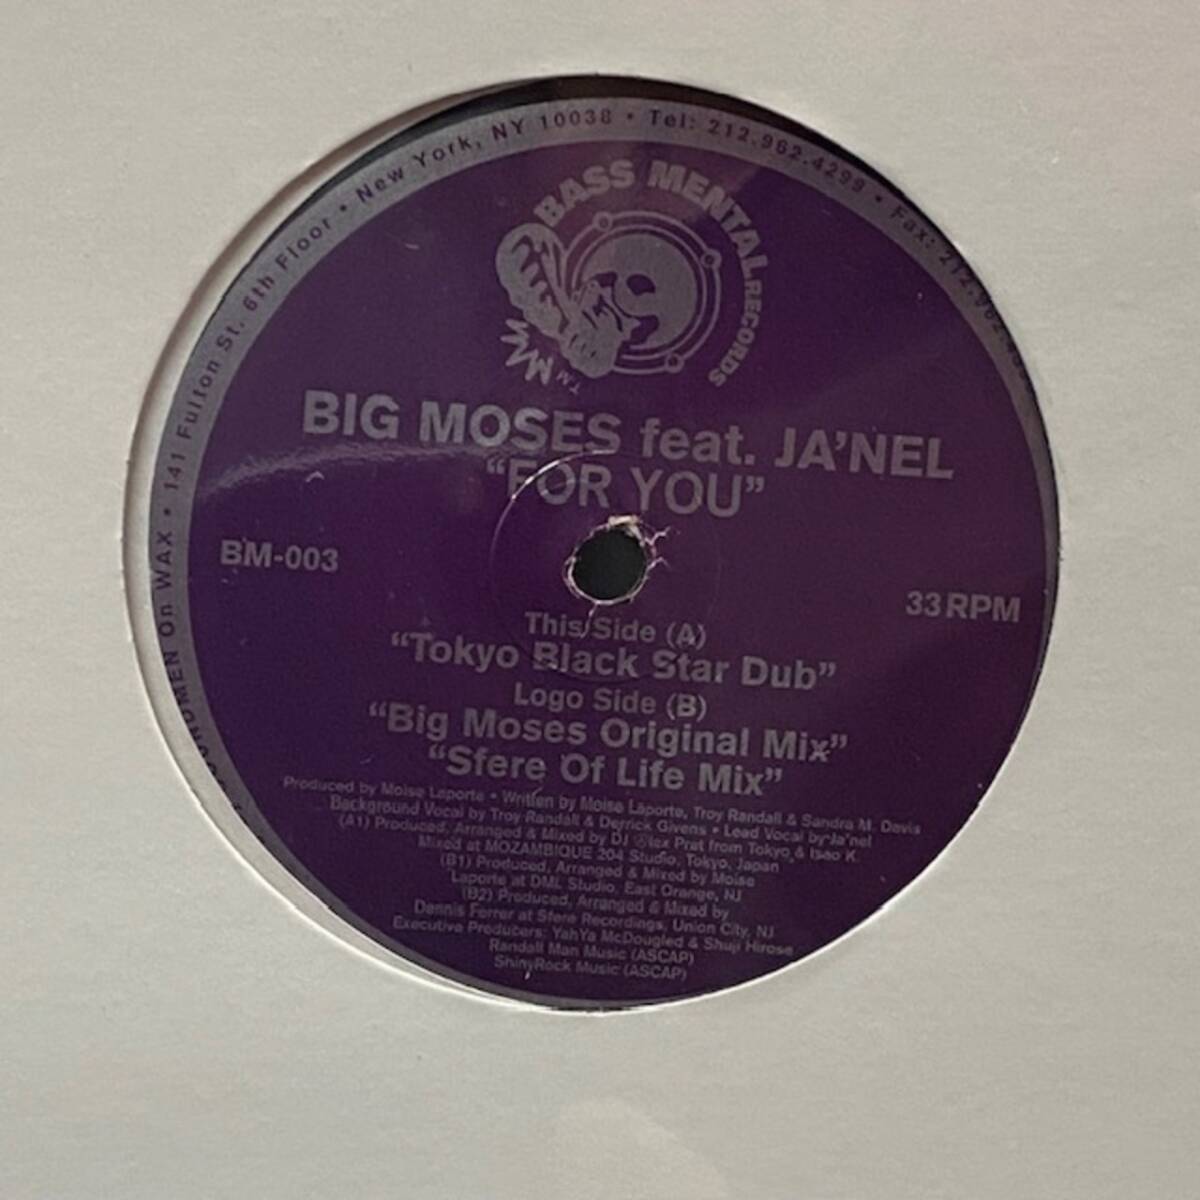 On WAX • 141 Fulton St. 6th Floor • New York, NY 10038 • Tel: 212.962.4299 • Fax: 212.962.
BASS MENTAL RECORDS
TM
BIG MOSES feat. JA'NEL
"FOR YOU"
BM-003
33 RPM
This Side (A)
"Tokyo Black Star Dub"
Logo Side (B)
"Big Moses Original Mix"
"Sfere Of Life Mix"
Produced by Moise Laporte • Written by Moise Laporte, Troy Randall & Sandra M. Davis
Background Vocal by Troy Randall & Derrick Givens • Lead Vocal by Ja'nel
(A1) Produced, Arranged & Mixed by DJ Ⓐlex Prat from Tokyo & Isao K.
Mixed at MOZAMBIQUE 204 Studio, Tokyo, Japan
(B1) Produced, Arranged & Mixed by Moise
Laporte at DML Studio, East Orange, NJ
(B2) Produced, Arranged & Mixed by
Dennis Ferrer at Sfere Recordings, Union City, NJ
Executive Producers: YahYa McDougled & Shuji Hirose
Randall Man Music (ASCAP)
ShinyRock Music (ASCAP)